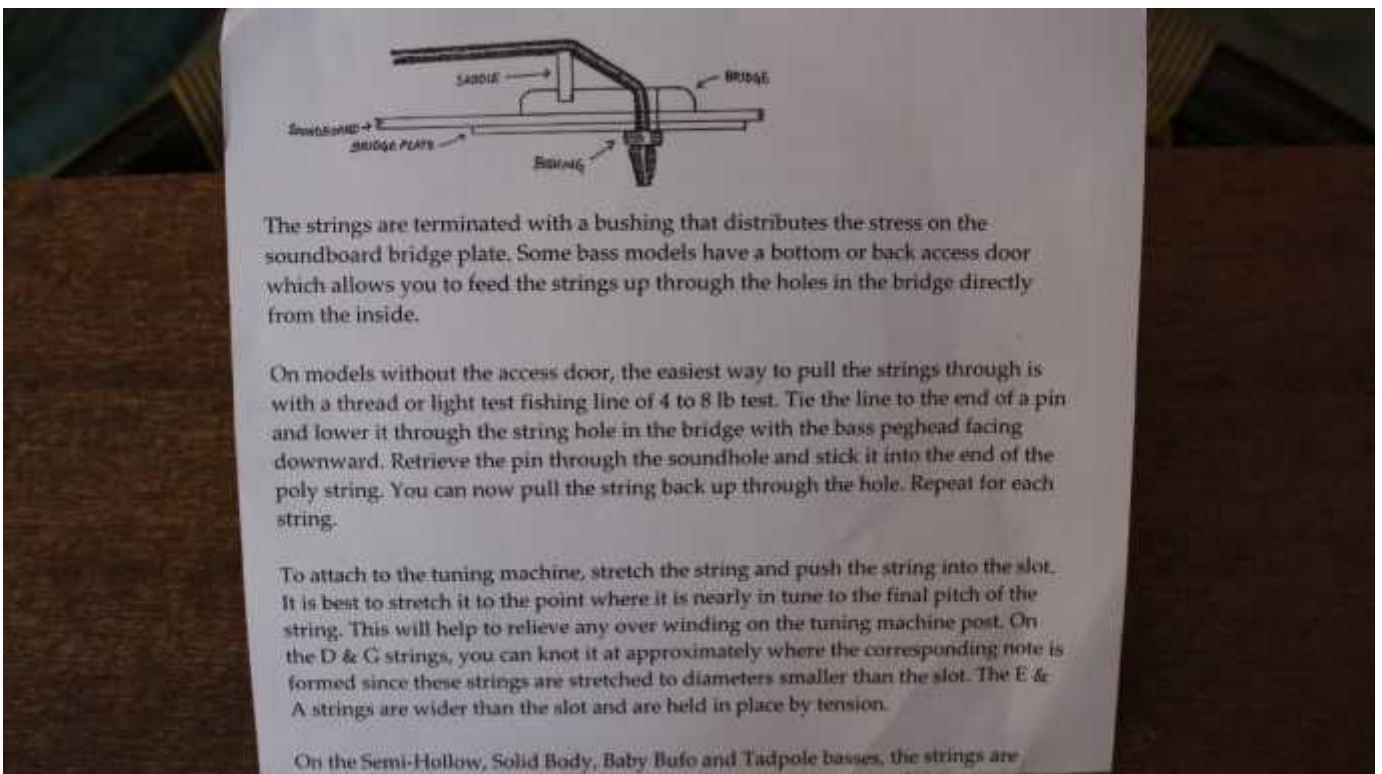 SADDLE
BRIDGE
SOUNDBOARD
BRIDGE PLATE
BUSHING
The strings are terminated with a bushing that distributes the stress on the
soundboard bridge plate. Some bass models have a bottom or back access door
which allows you to feed the strings up through the holes in the bridge directly
from the inside.
On models without the access door, the easiest way to pull the strings through is
with a thread or light test fishing line of 4 to 8 lb test. Tie the line to the end of a pin
and lower it through the string hole in the bridge with the bass peghead facing
downward. Retrieve the pin through the soundhole and stick it into the end of the
poly string. You can now pull the string back up through the hole. Repeat for each
string.
To attach to the tuning machine, stretch the string and push the string into the slot.
It is best to stretch it to the point where it is nearly in tune to the final pitch of the
string. This will help to relieve any over winding on the tuning machine post. On
the D & G strings, you can knot it at approximately where the corresponding note is
formed since these strings are stretched to diameters smaller than the slot. The E &
A strings are wider than the slot and are held in place by tension.
On the Semi-Hollow, Solid Body, Baby Bufo and Tadpole basses, the strings are